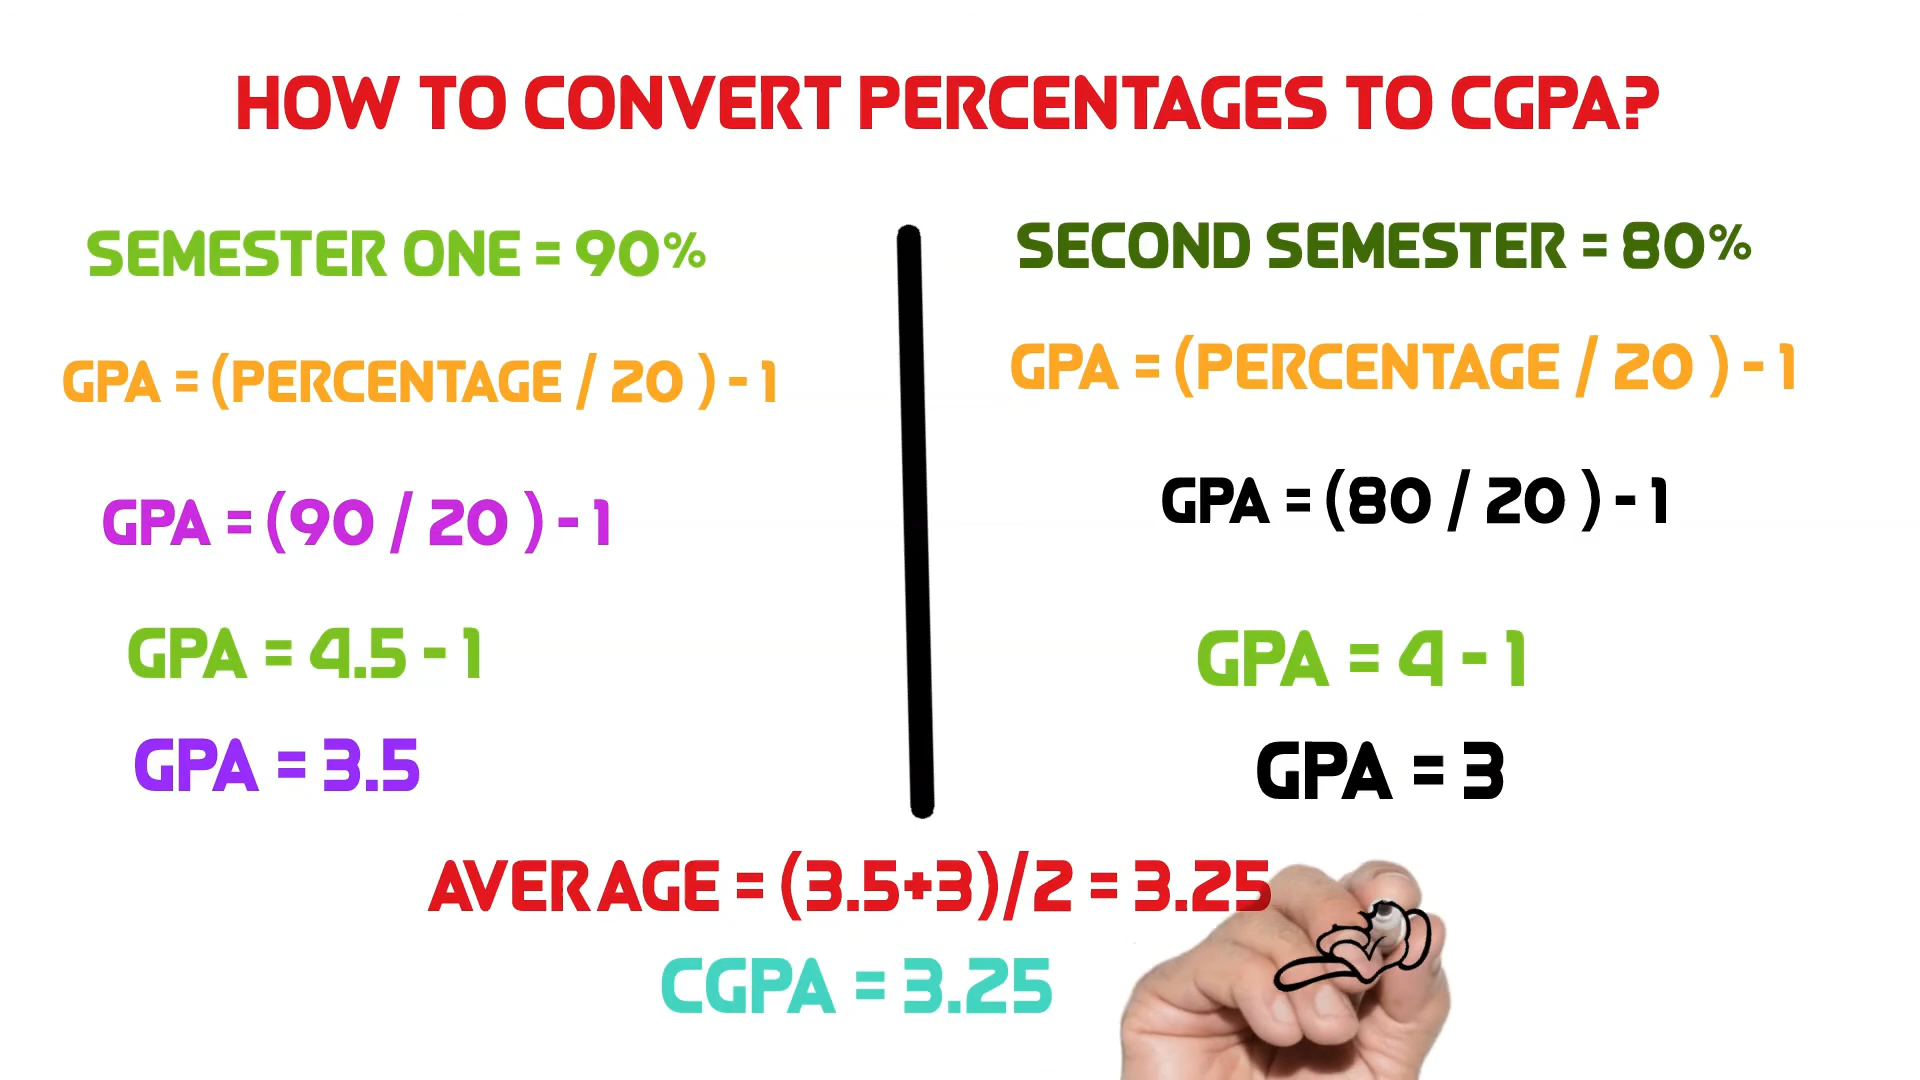 HOW TO CONVERT PERCENTAGES TO CGPA?
SEMESTER ONE = 90%
GPA = (PERCENTAGE / 20 ) - 1
GPA = (90 / 20 ) - 1
GPA = 4.5 - 1
GPA = 3.5
SECOND SEMESTER = 80%
GPA = (PERCENTAGE / 20 ) - 1
GPA = (80 / 20 ) - 1
GPA = 4 - 1
GPA = 3
AVERAGE = (3.5+3)/2 = 3.25
CGPA = 3.25